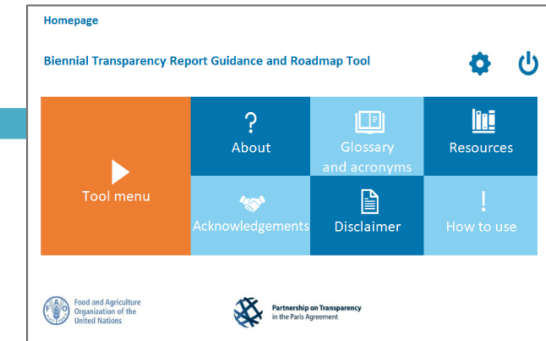 Homepage
Biennial Transparency Report Guidance and Roadmap Tool
Tool menu
About
Glossary
and acronyms
Resources
Acknowledgements
Disclaimer
How to use
F A O
Food and Agriculture
Organization of the
United Nations
Partnership on Transparency
in the Paris Agreement